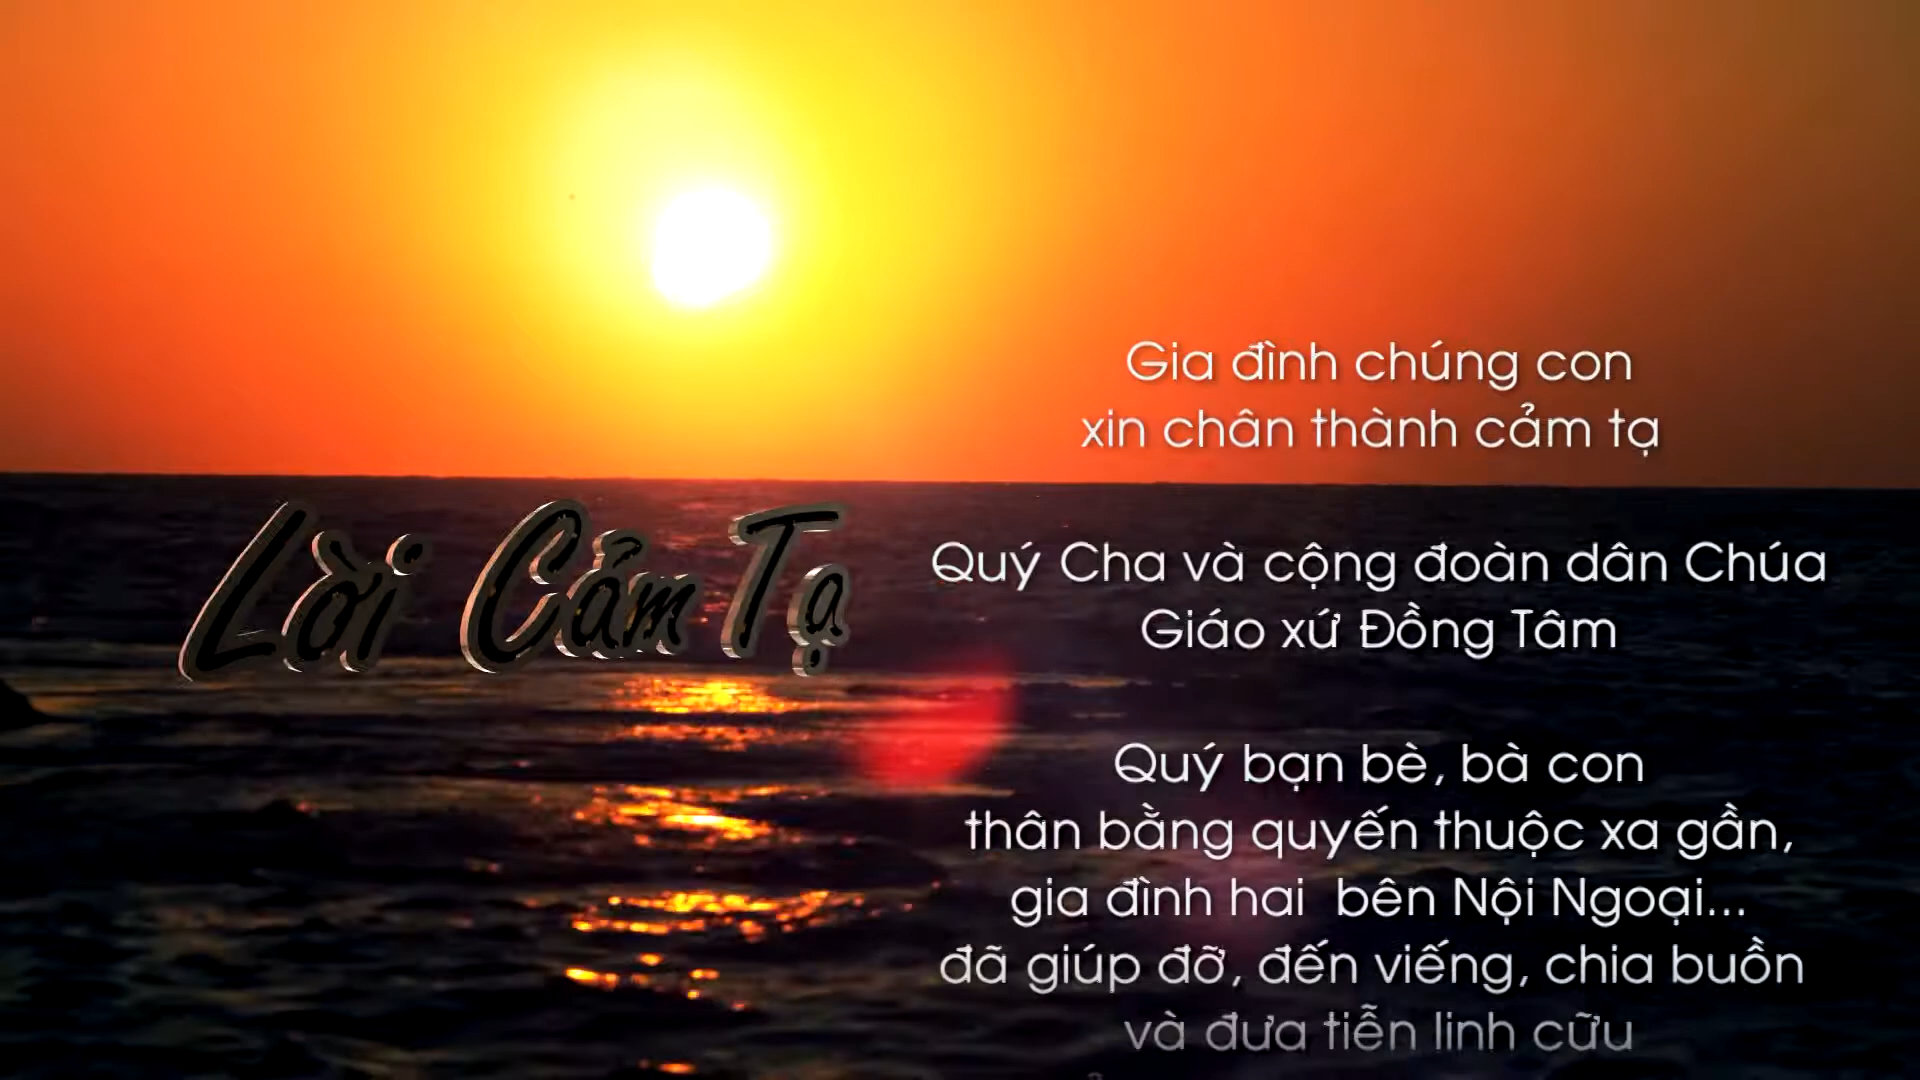 Lời Cảm Tạ
Gia đình chúng con
xin chân thành cảm tạ
Quý Cha và cộng đoàn dân Chúa
Giáo xứ Đồng Tâm
Quý bạn bè, bà con
thân bằng quyến thuộc xa gần,
gia đình hai  bên Nội Ngoại...
đã giúp đỡ, đến viếng, chia buồn
và đưa tiễn linh cữu